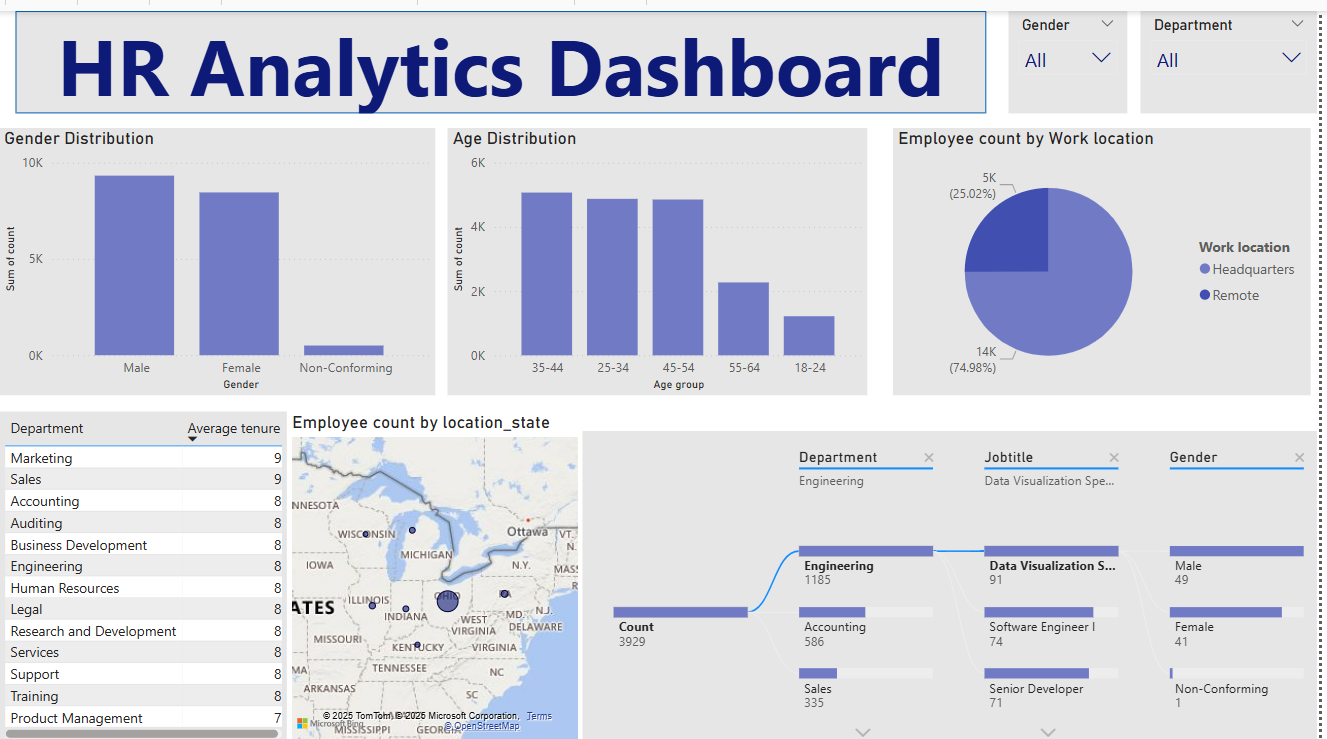 HR Analytics Dashboard
Gender
All
Department
All
Gender Distribution
10K
5K
0K
Sum of count
Male
Female
Non-Conforming
Gender
Age Distribution
6K
4K
2K
0K
Sum of count
35-44
25-34
45-54
55-64
18-24
Age group
Employee count by Work location
5K
(25.02%)
14K
(74.98%)
Work location
Headquarters
Remote
Department Average tenure
Marketing 9
Sales 9
Accounting 8
Auditing 8
Business Development 8
Engineering 8
Human Resources 8
Legal 8
Research and Development 8
Services 8
Support 8
Training 8
Product Management 7
Employee count by location_state
NNESOTA
WISCONSIN
Ottawa
VT.
N.
MICHIGAN
IOWA
N.Y.
MASS
ILLINOIS
OHIO
PA
ATES
INDIANA
N.J.
MD.
WEST
VIRGINIA
DELAWARE
MISSOURI
KENTUCKY
VIRGINIA
MA
TENNESSEE
NC
ARKANSAS
SC
MISSISSIPPI
GEORGIA
Microsoft Bing
© 2025 TomTom, © 2025 Microsoft Corporation, Terms
© OpenStreetMap
Department
Engineering
Jobtitle
Data Visualization Spe...
Gender
Count
3929
Engineering
1185
Accounting
586
Sales
335
Data Visualization S...
91
Software Engineer I
74
Senior Developer
71
Male
49
Female
41
Non-Conforming
1